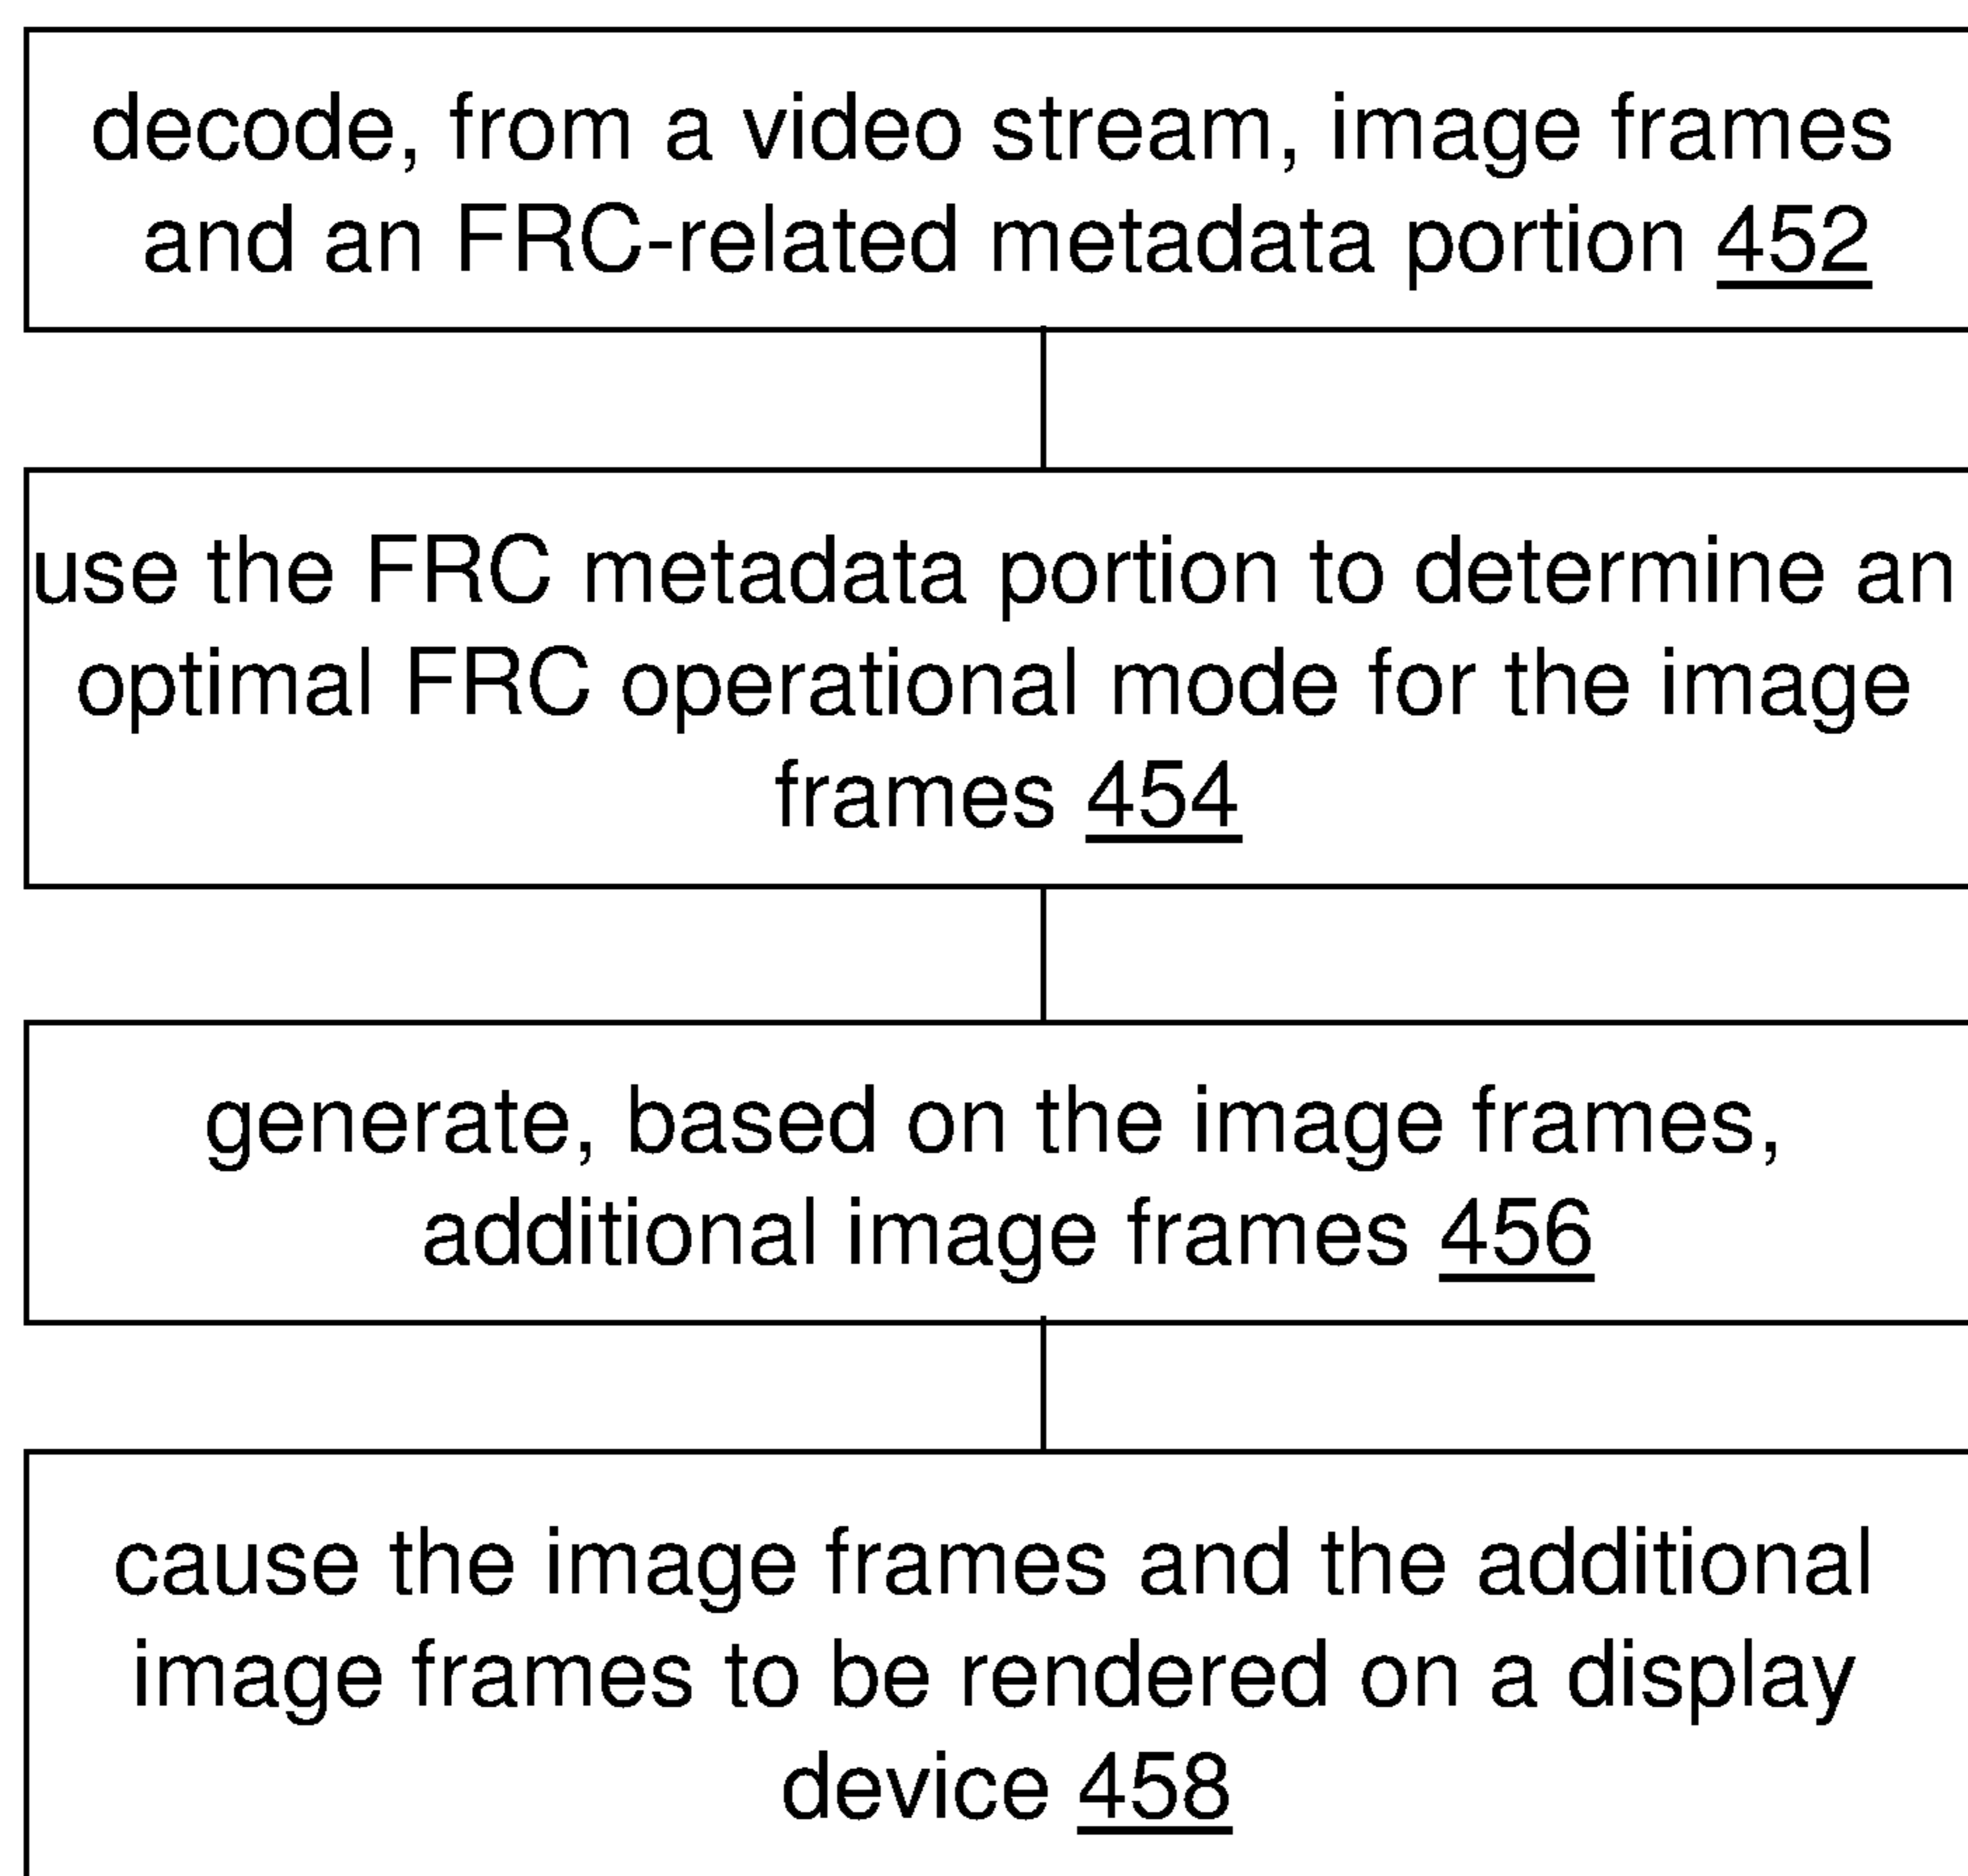 decode, from a video stream, image frames
and an FRC-related metadata portion 452
use the FRC metadata portion to determine an
optimal FRC operational mode for the image
frames 454
generate, based on the image frames,
additional image frames 456
cause the image frames and the additional
image frames to be rendered on a display
device 458